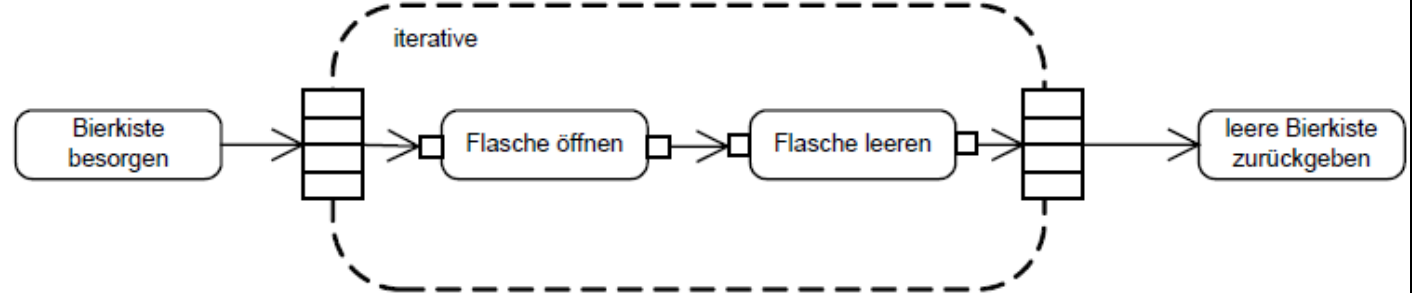 iterative
Bierkiste
besorgen
Flasche öffnen
Flasche leeren
leere Bierkiste
zurückgeben